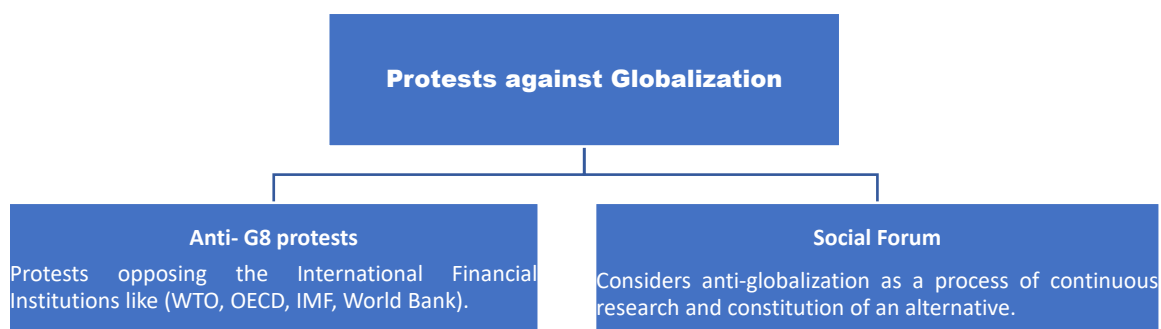 Protests against Globalization
Anti- G8 protests
Protests opposing the International Financial
Institutions like (WTO, OECD, IMF, World Bank).
Social Forum
Considers anti-globalization as a process of continuous
research and constitution of an alternative.